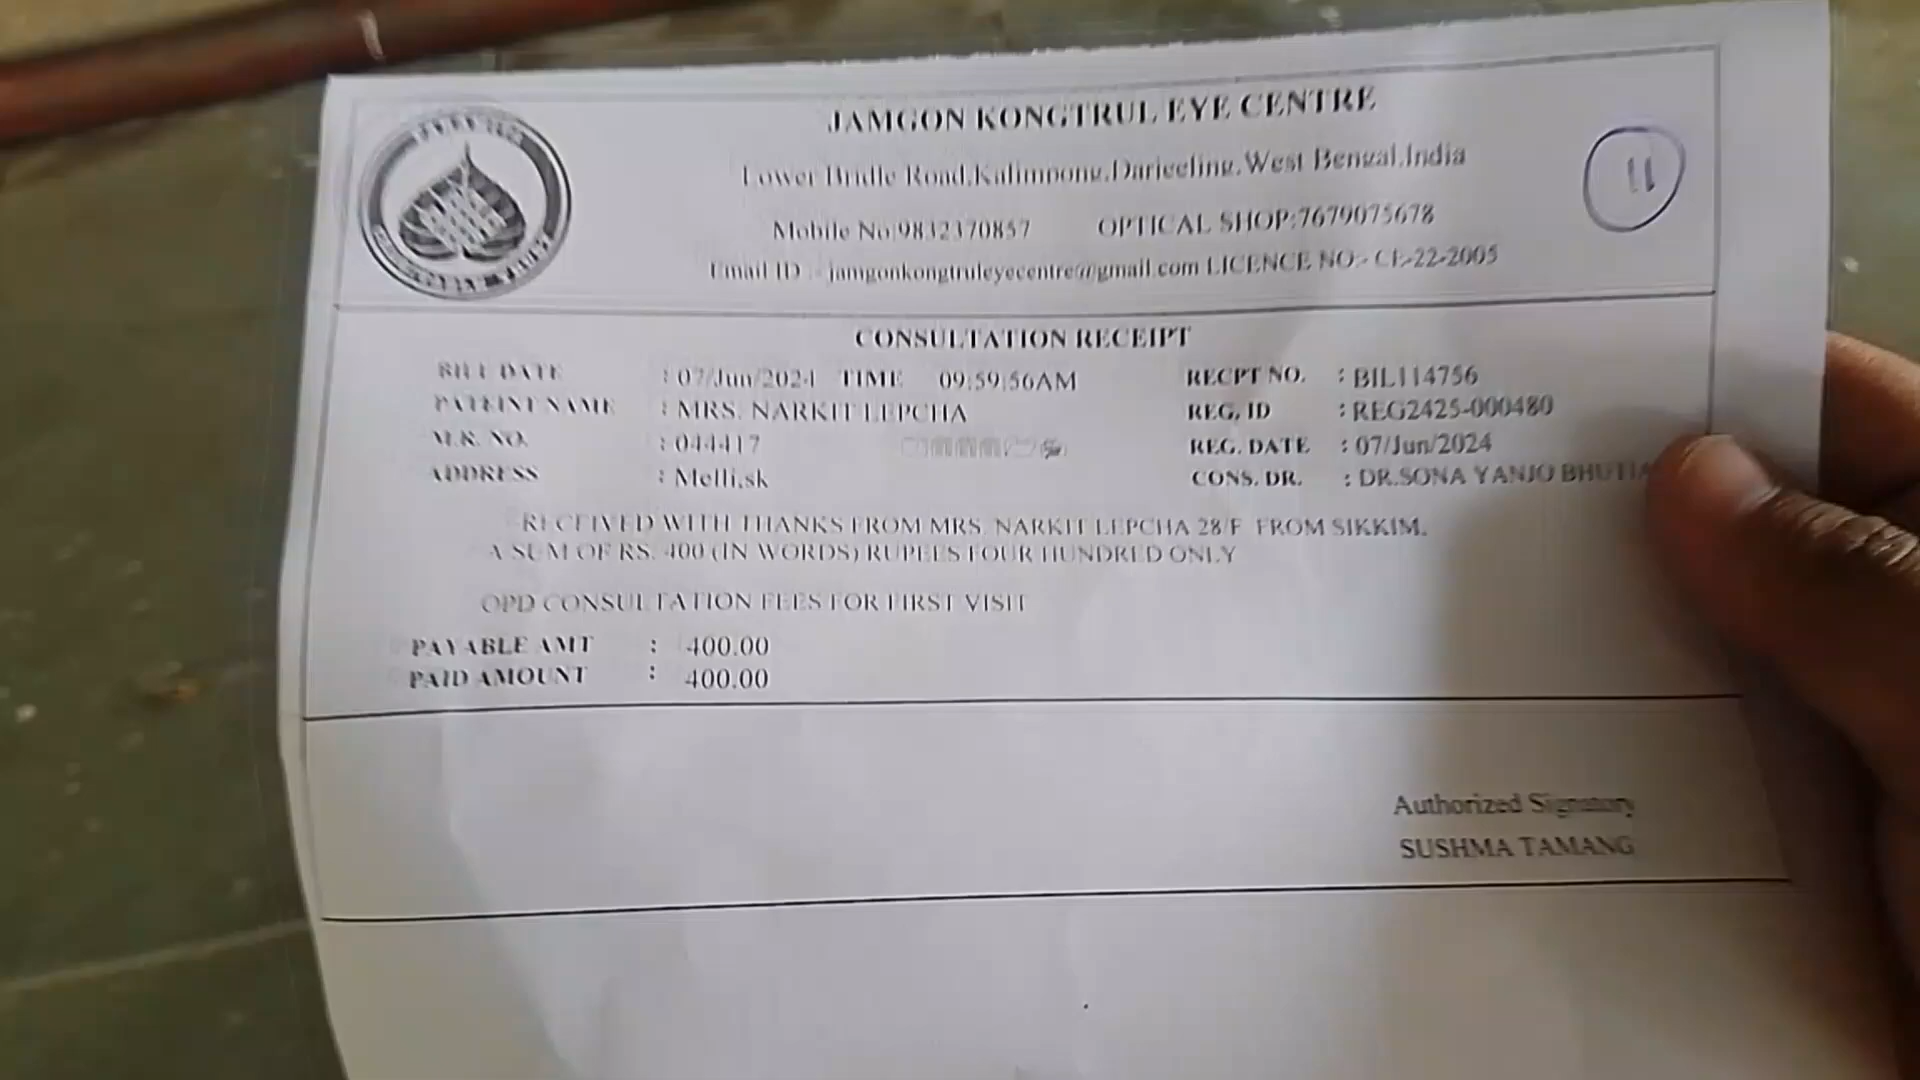 JAMGON KONGTRUL EYE CENTRE
Lower Bridle Road,Kalimpong,Darjeeling,West Bengal,India
11
Mobile No:9832370857 OPTICAL SHOP:7679075678
Email ID :- jamgonkongtruleyecentre@gmail.com LICENCE NO:- CE-22-2005
CONSULTATION RECEIPT
BILL DATE : 07/Jun/2024 TIME 09:59:56AM RECPT NO. : BIL114756
PATEINT NAME : MRS. NARKIT LEPCHA REG. ID : REG2425-000480
M.R. NO. : 044417 REG. DATE : 07/Jun/2024
ADDRESS : Melli,sk CONS. DR. : DR.SONA YANJO BHUTIA
RECEIVED WITH THANKS FROM MRS. NARKIT LEPCHA 28/F FROM SIKKIM.
A SUM OF RS. 400 (IN WORDS) RUPEES FOUR HUNDRED ONLY
OPD CONSULTATION FEES FOR FIRST VISIT
PAYABLE AMT : 400.00
PAID AMOUNT : 400.00
Authorized Signatory
SUSHMA TAMANG